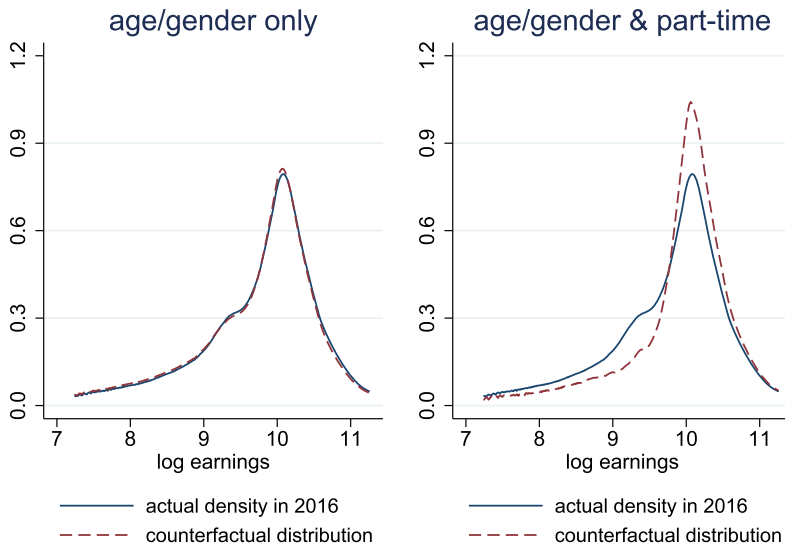 age/gender only
1.2
0.9
0.6
0.3
0.0
7 8 9 10 11
log earnings
actual density in 2016
counterfactual distribution
age/gender & part-time
1.2
0.9
0.6
0.3
0.0
7 8 9 10 11
log earnings
actual density in 2016
counterfactual distribution